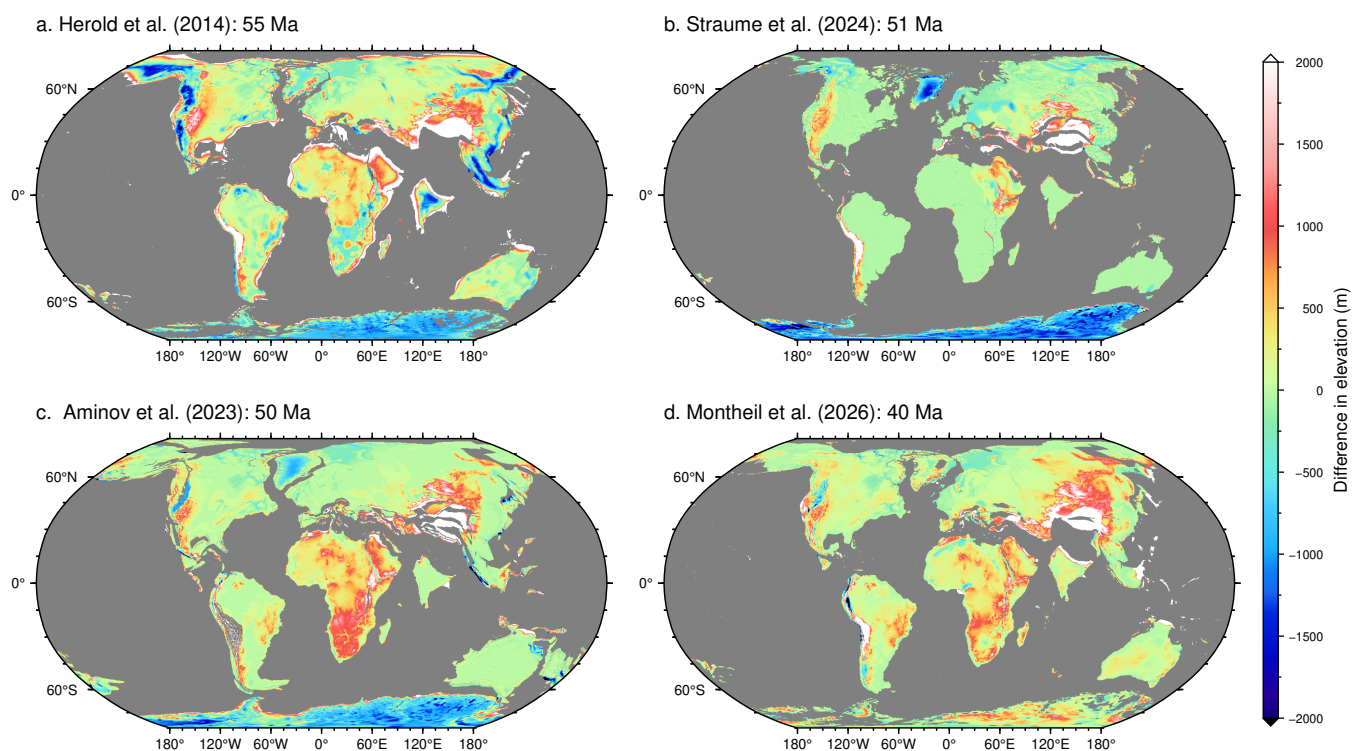 a. Herold et al. (2014): 55 Ma
b. Straume et al. (2024): 51 Ma
60°N
0°
60°S
180° 120°W 60°W 0° 60°E 120°E 180°
60°N
0°
60°S
180° 120°W 60°W 0° 60°E 120°E 180°
c. Aminov et al. (2023): 50 Ma
d. Montheil et al. (2026): 40 Ma
60°N
0°
60°S
180° 120°W 60°W 0° 60°E 120°E 180°
60°N
0°
60°S
180° 120°W 60°W 0° 60°E 120°E 180°
2000
1500
1000
500
0
−500
−1000
−1500
−2000
Difference in elevation (m)